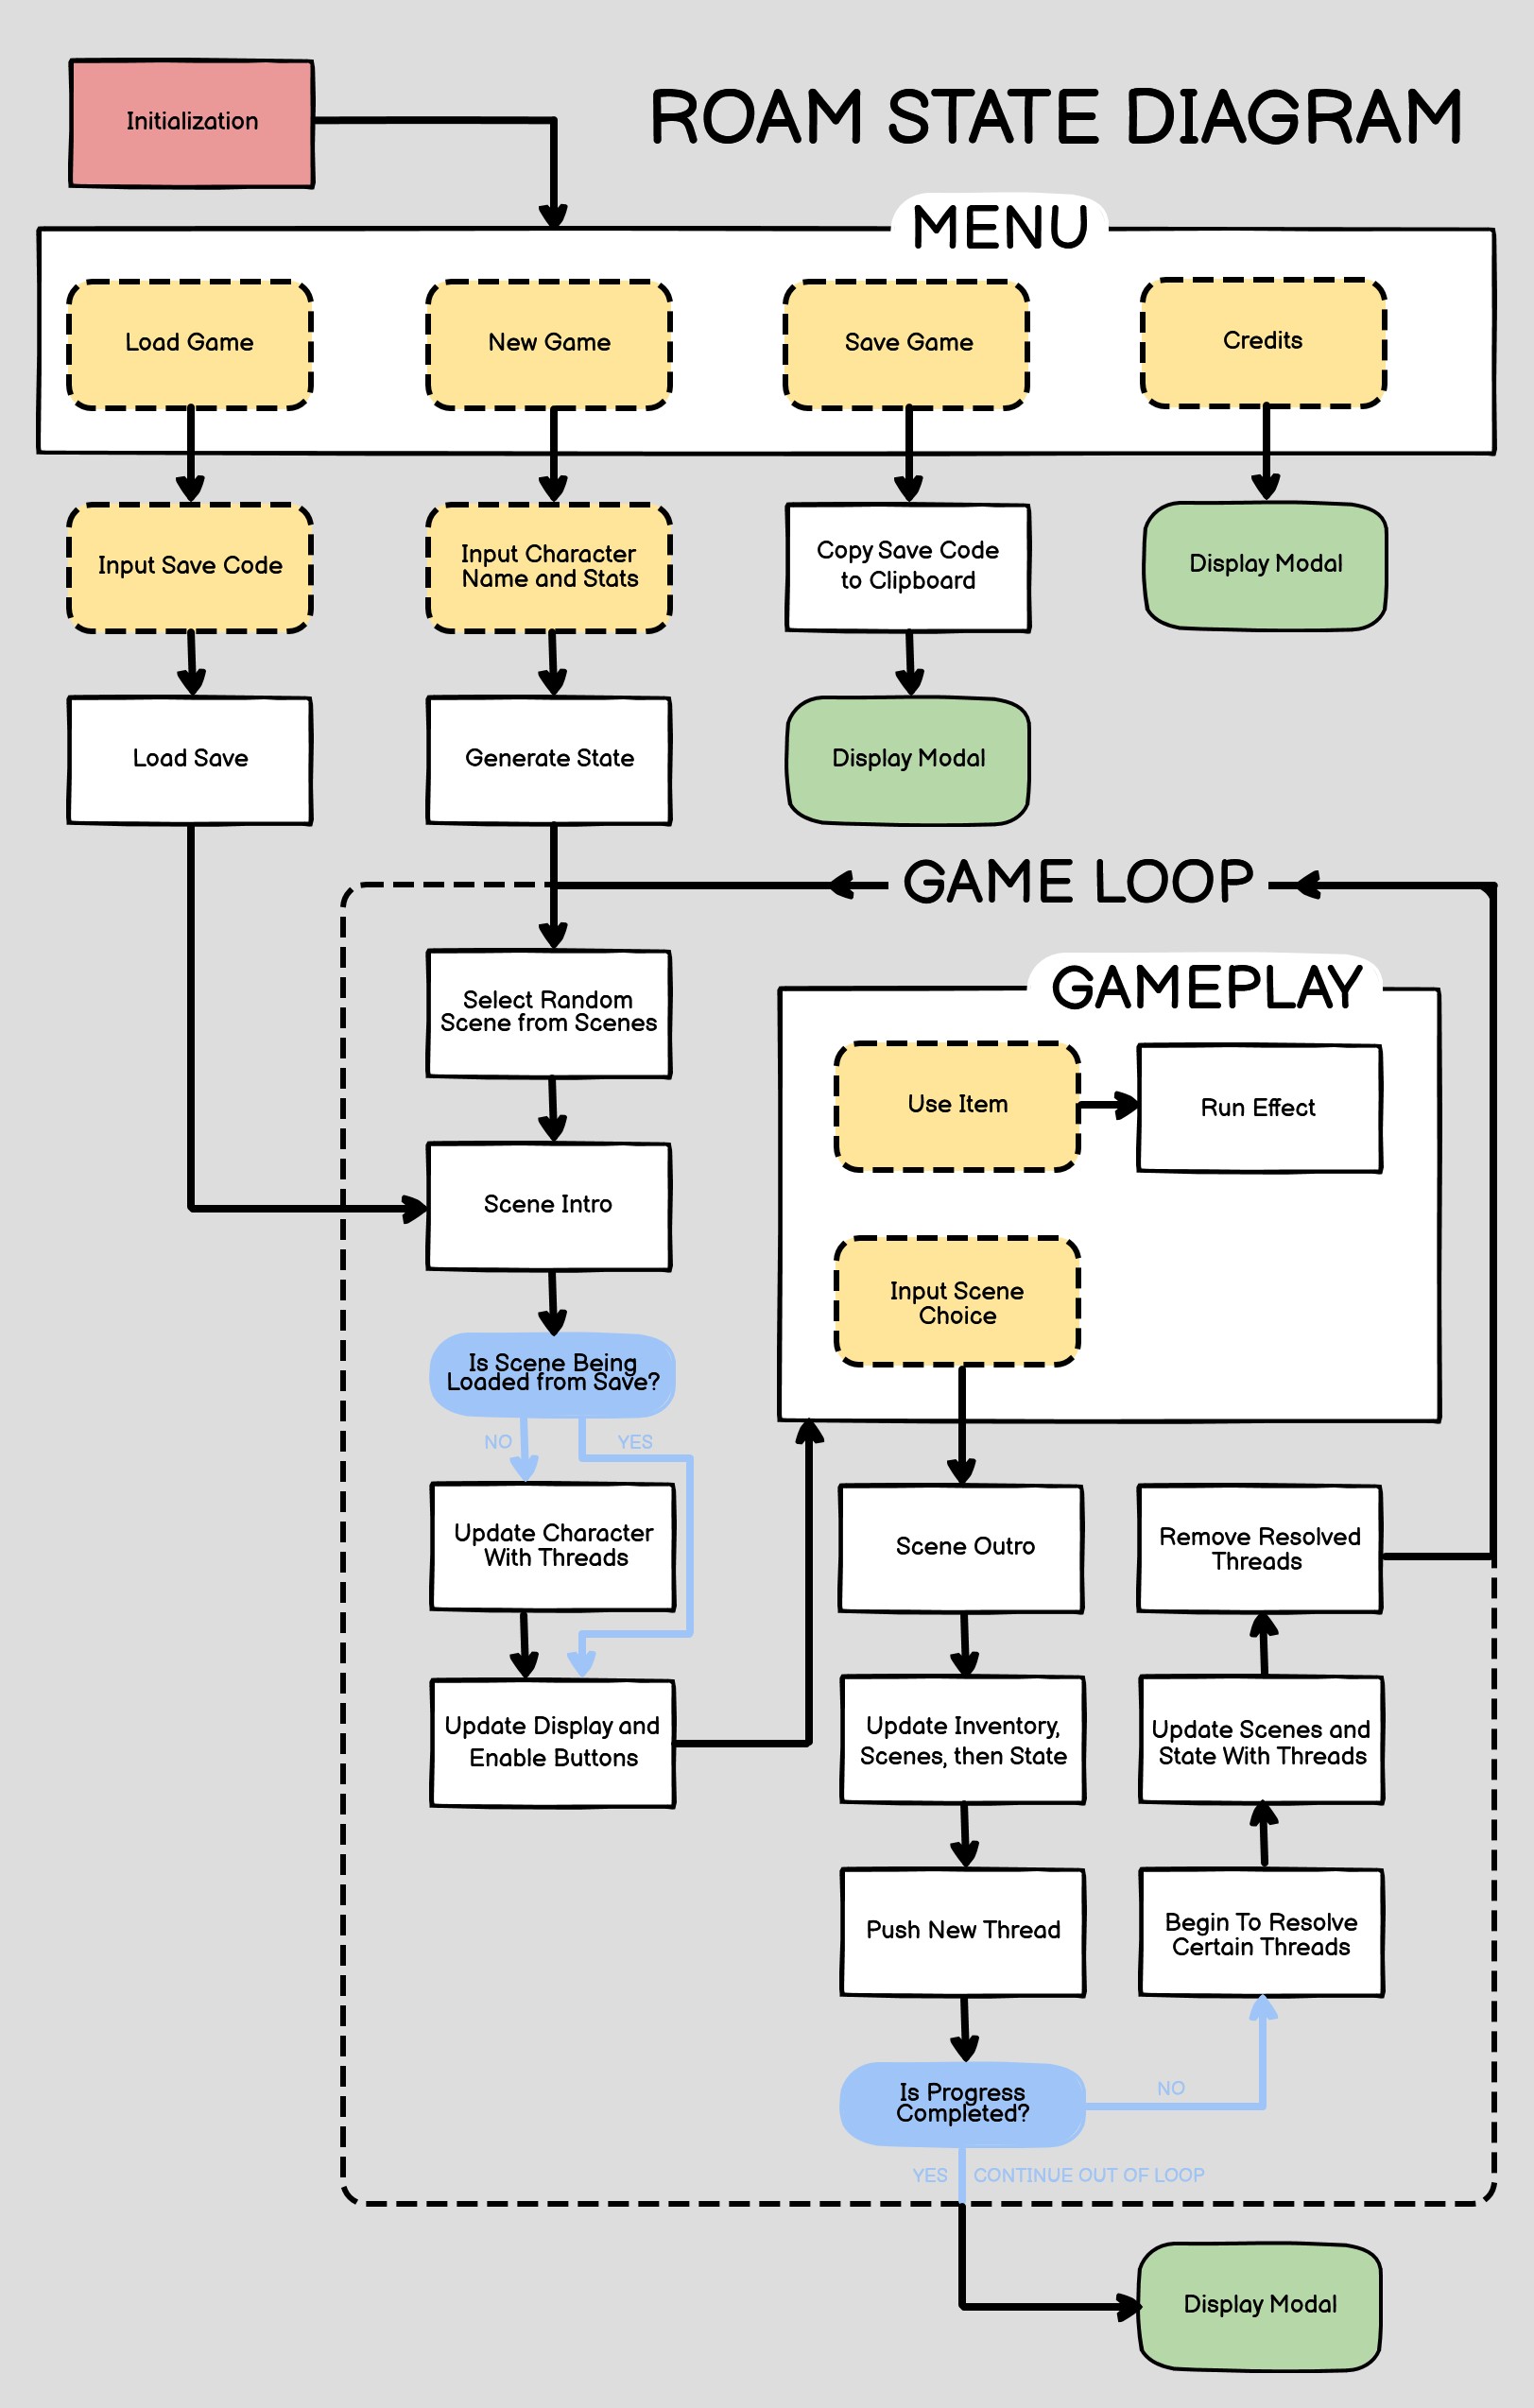 ROAM STATE DIAGRAM
Initialization
MENU
Load Game
New Game
Save Game
Credits
Input Save Code
Input Character
Name and Stats
Copy Save Code
to Clipboard
Display Modal
Load Save
Generate State
Display Modal
GAME LOOP
Select Random
Scene from Scenes
GAMEPLAY
Use Item
Run Effect
Scene Intro
Input Scene
Choice
Is Scene Being
Loaded from Save?
NO
YES
Update Character
With Threads
Scene Outro
Remove Resolved
Threads
Update Display and
Enable Buttons
Update Inventory,
Scenes, then State
Update Scenes and
State With Threads
Push New Thread
Begin To Resolve
Certain Threads
Is Progress
Completed?
NO
YES
CONTINUE OUT OF LOOP
Display Modal